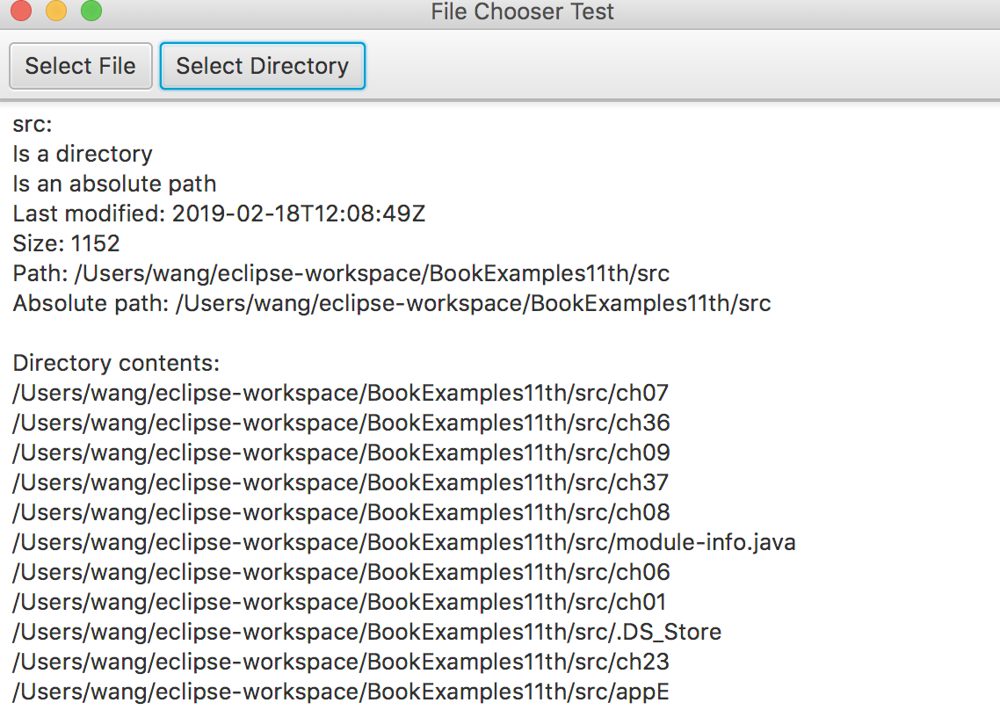 File Chooser Test
Select File Select Directory
src:
Is a directory
Is an absolute path
Last modified: 2019-02-18T12:08:49Z
Size: 1152
Path: /Users/wang/eclipse-workspace/BookExamples11th/src
Absolute path: /Users/wang/eclipse-workspace/BookExamples11th/src
Directory contents:
/Users/wang/eclipse-workspace/BookExamples11th/src/ch07
/Users/wang/eclipse-workspace/BookExamples11th/src/ch36
/Users/wang/eclipse-workspace/BookExamples11th/src/ch09
/Users/wang/eclipse-workspace/BookExamples11th/src/ch37
/Users/wang/eclipse-workspace/BookExamples11th/src/ch08
/Users/wang/eclipse-workspace/BookExamples11th/src/module-info.java
/Users/wang/eclipse-workspace/BookExamples11th/src/ch06
/Users/wang/eclipse-workspace/BookExamples11th/src/ch01
/Users/wang/eclipse-workspace/BookExamples11th/src/.DS_Store
/Users/wang/eclipse-workspace/BookExamples11th/src/ch23
/Users/wang/eclipse-workspace/BookExamples11th/src/appE